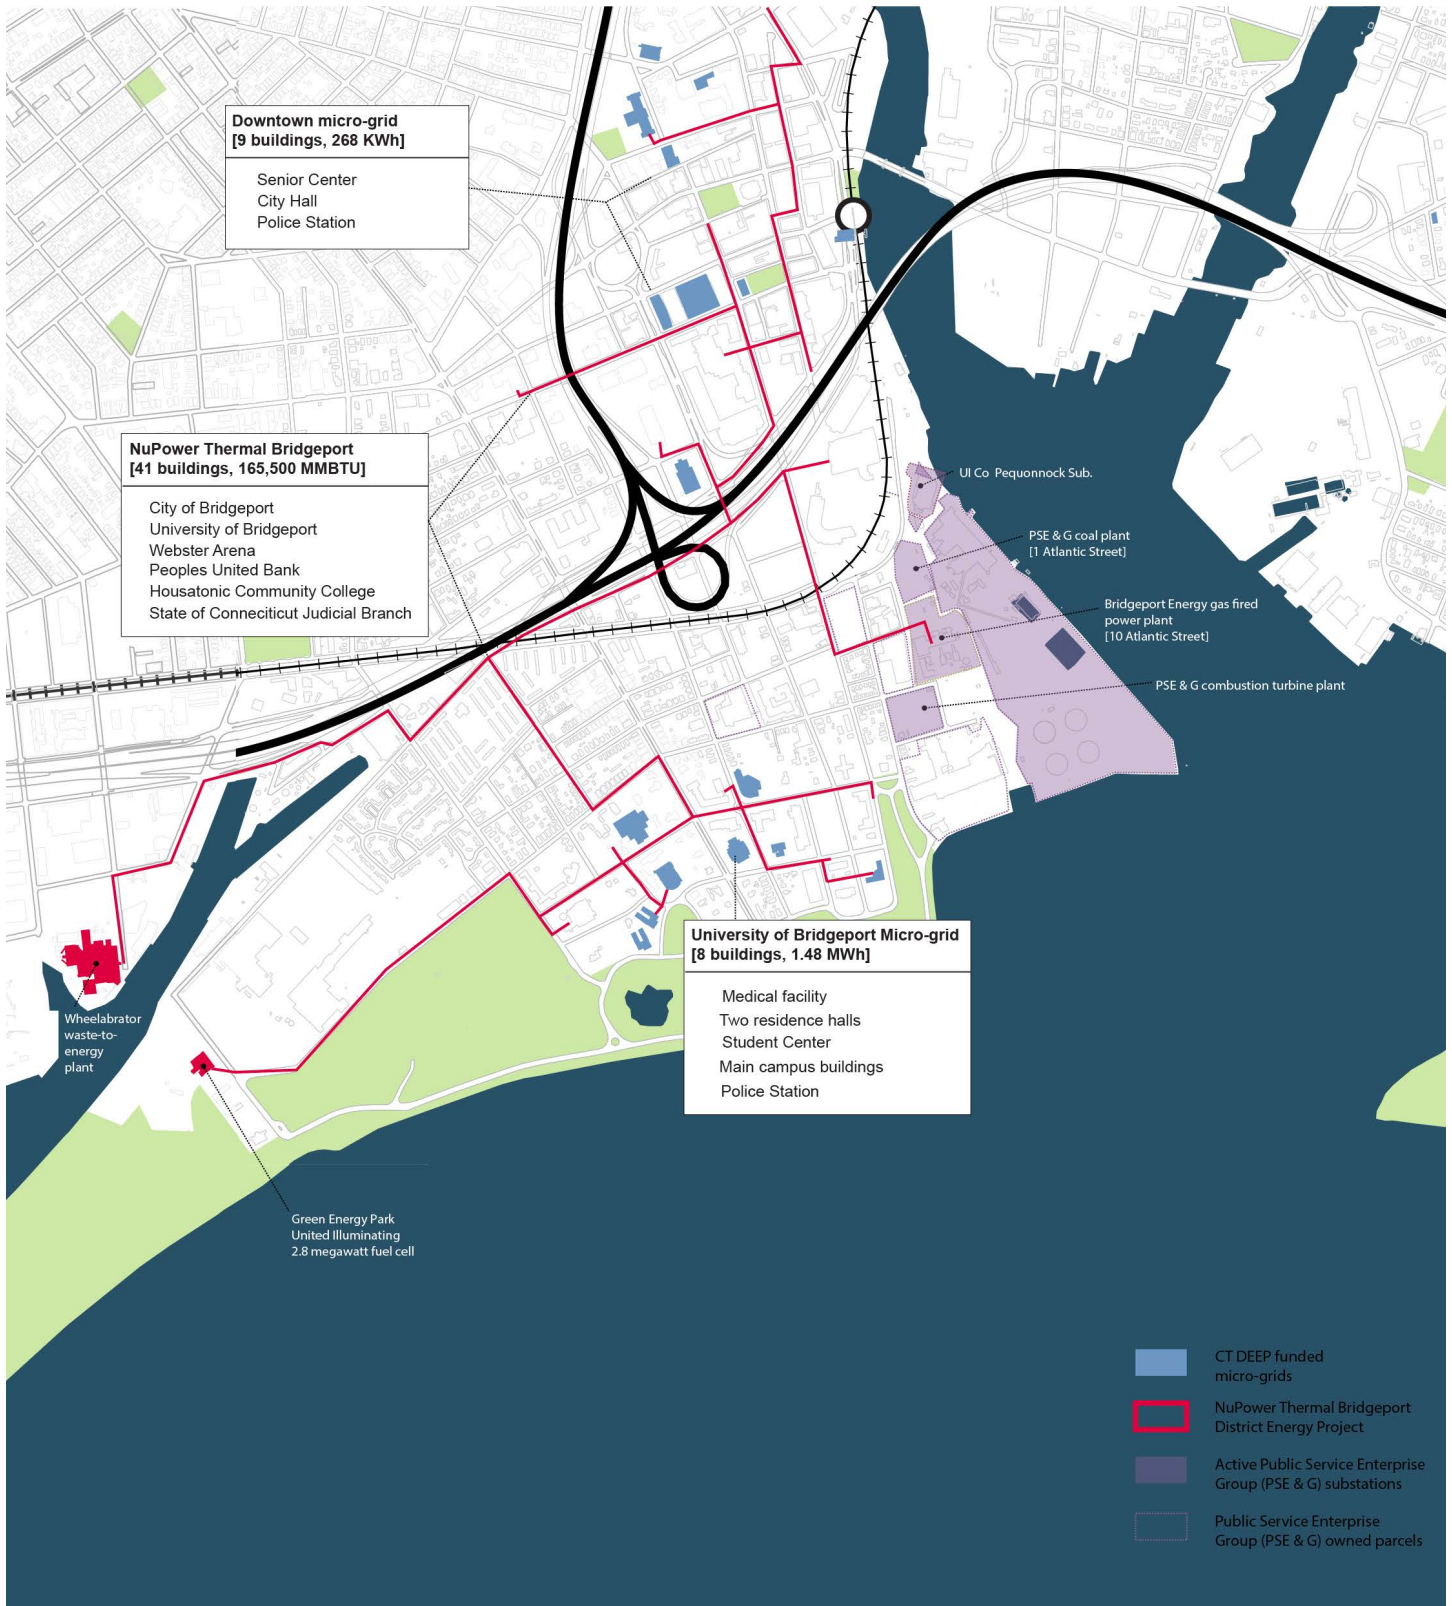 Downtown micro-grid
[9 buildings, 268 KWh]
Senior Center
City Hall
Police Station
NuPower Thermal Bridgeport
[41 buildings, 165,500 MMBTU]
City of Bridgeport
University of Bridgeport
Webster Arena
Peoples United Bank
Housatonic Community College
State of Conneciticut Judicial Branch
UI Co Pequonnock Sub.
PSE & G coal plant
[1 Atlantic Street]
Bridgeport Energy gas fired
power plant
[10 Atlantic Street]
PSE & G combustion turbine plant
University of Bridgeport Micro-grid
[8 buildings, 1.48 MWh]
Medical facility
Two residence halls
Student Center
Main campus buildings
Police Station
Wheelabrator
waste-to-
energy
plant
Green Energy Park
United Illuminating
2.8 megawatt fuel cell
CT DEEP funded
micro-grids
NuPower Thermal Bridgeport
District Energy Project
Active Public Service Enterprise
Group (PSE & G) substations
Public Service Enterprise
Group (PSE & G) owned parcels